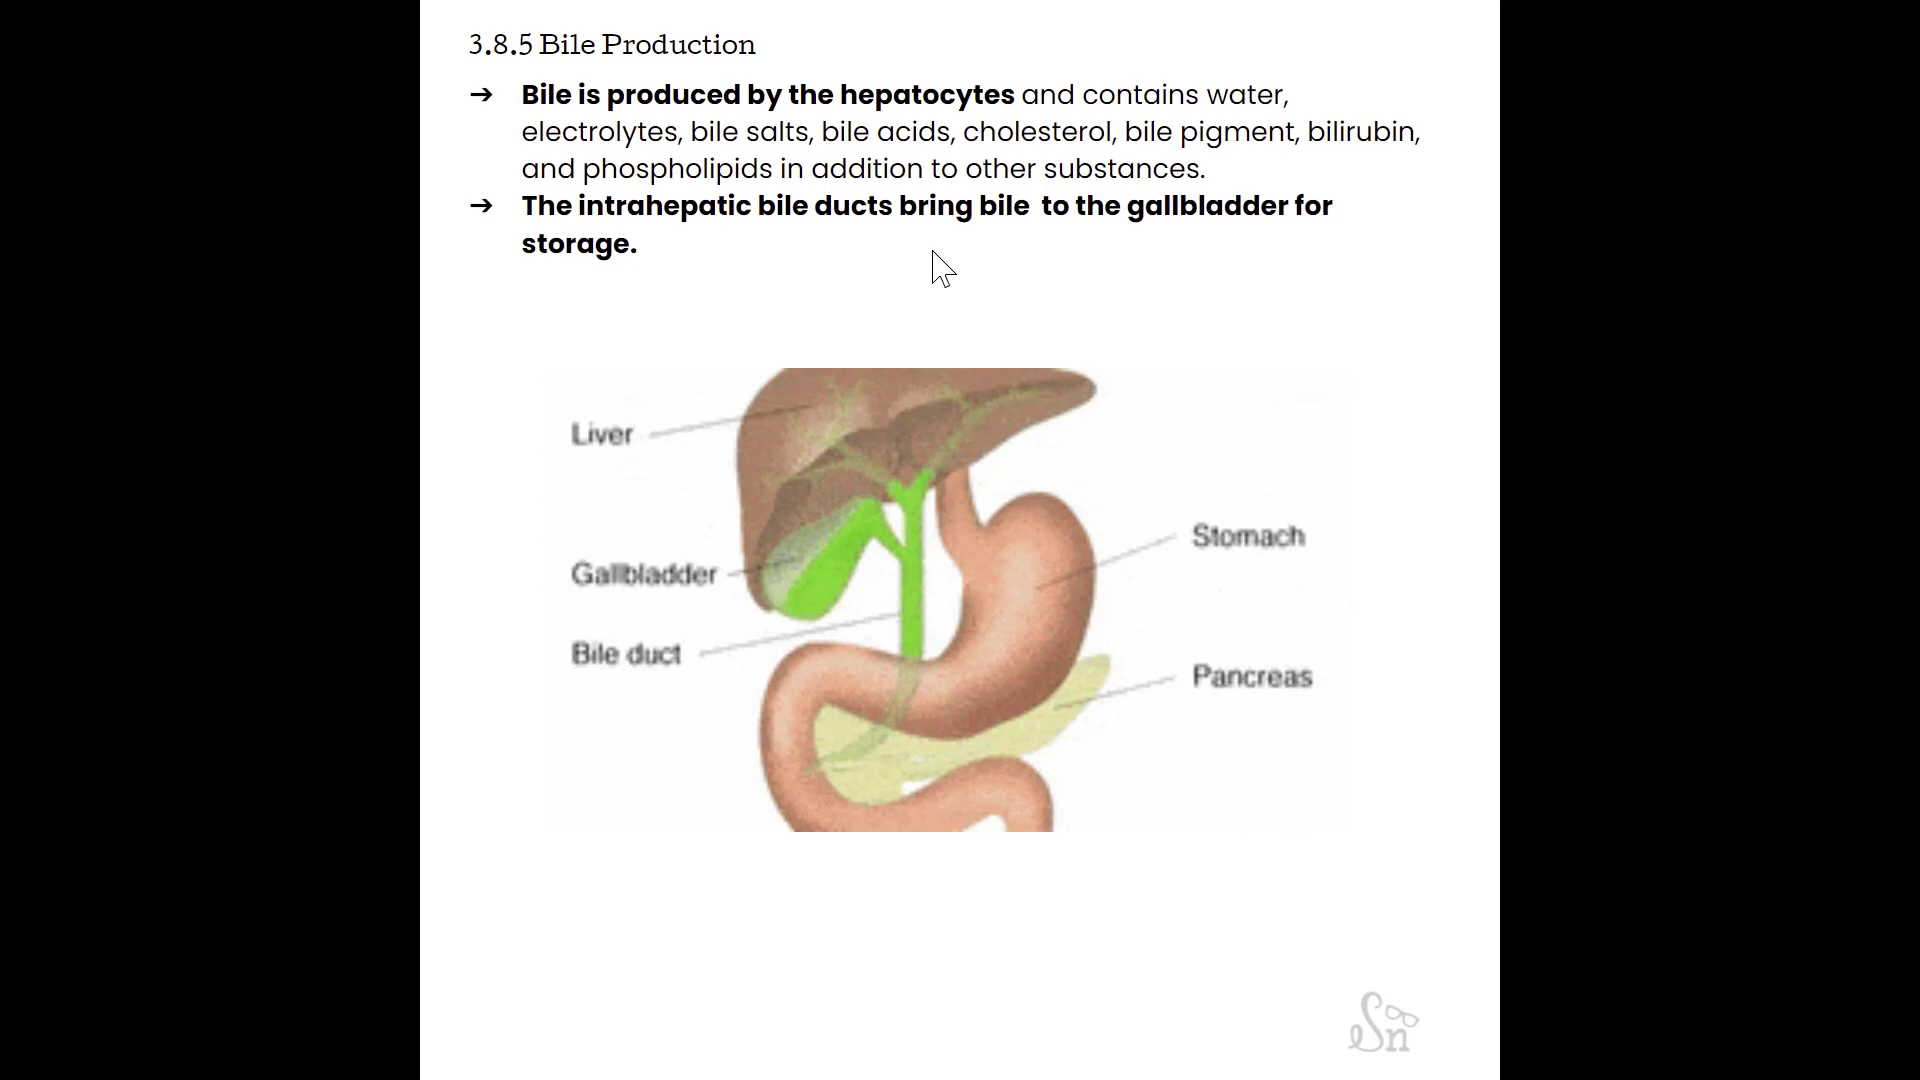 3.8.5 Bile Production
➔ Bile is produced by the hepatocytes and contains water,
electrolytes, bile salts, bile acids, cholesterol, bile pigment, bilirubin,
and phospholipids in addition to other substances.
➔ The intrahepatic bile ducts bring bile  to the gallbladder for
storage.
Liver
Stomach
Gallbladder
Bile duct
Pancreas
eSn